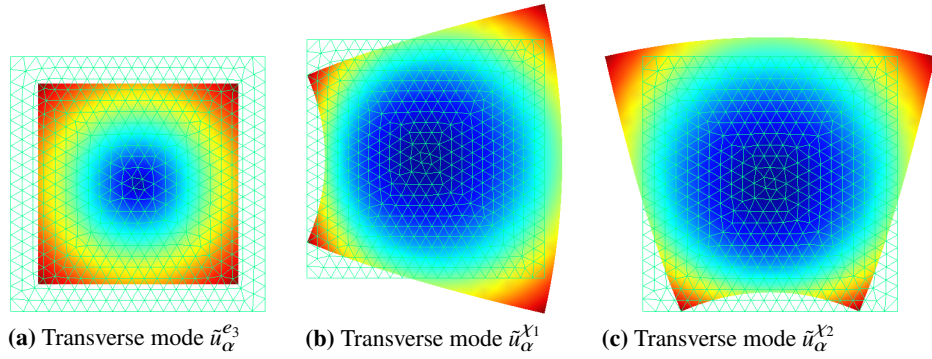 (a) Transverse mode ũ_α^{e_3}
(b) Transverse mode ũ_α^{χ_1}
(c) Transverse mode ũ_α^{χ_2}